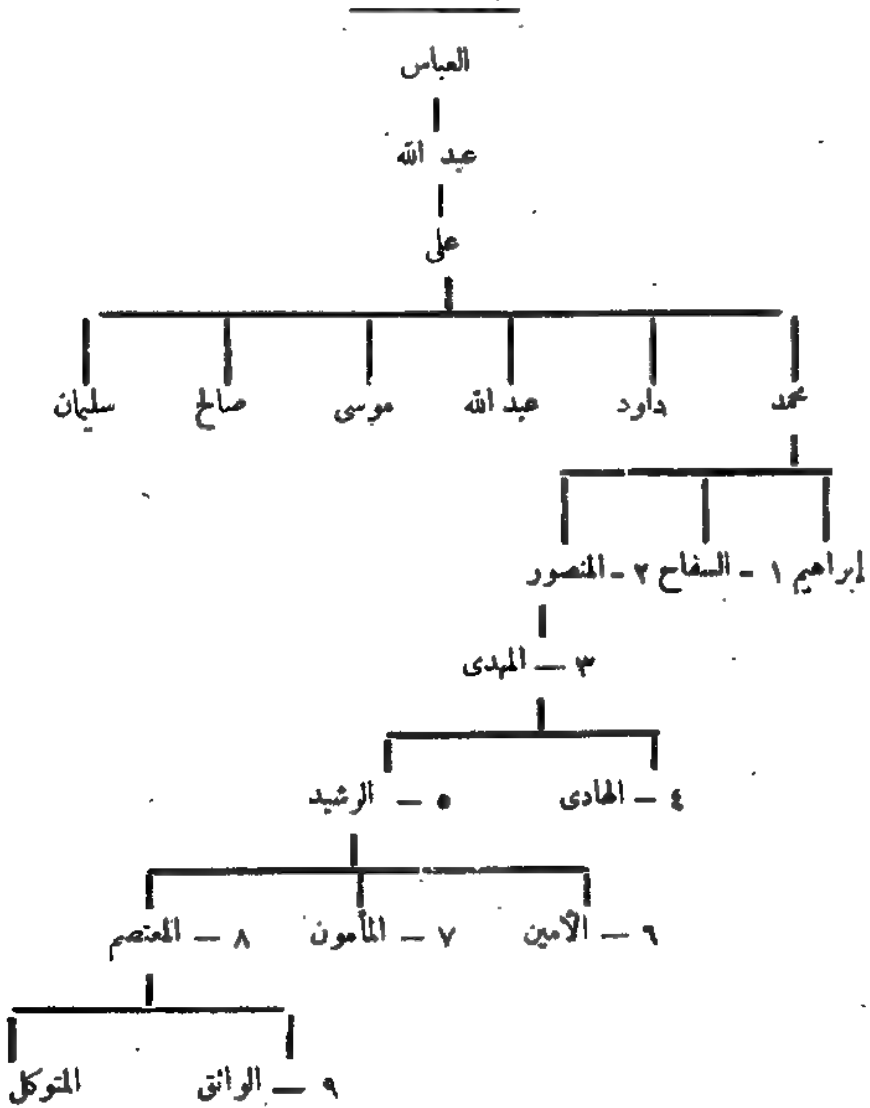 العباس
عبد الله
على
محمد داود عبد الله موسى صالح سليمان
إبراهيم ١ - السفاح ٢ - المنصور
٣ — المهدى
٤ — الهادى ٥ — الرشيد
٦ — الأمين ٧ — المأمون ٨ — المعتصم
٩ — الواثق المتوكل